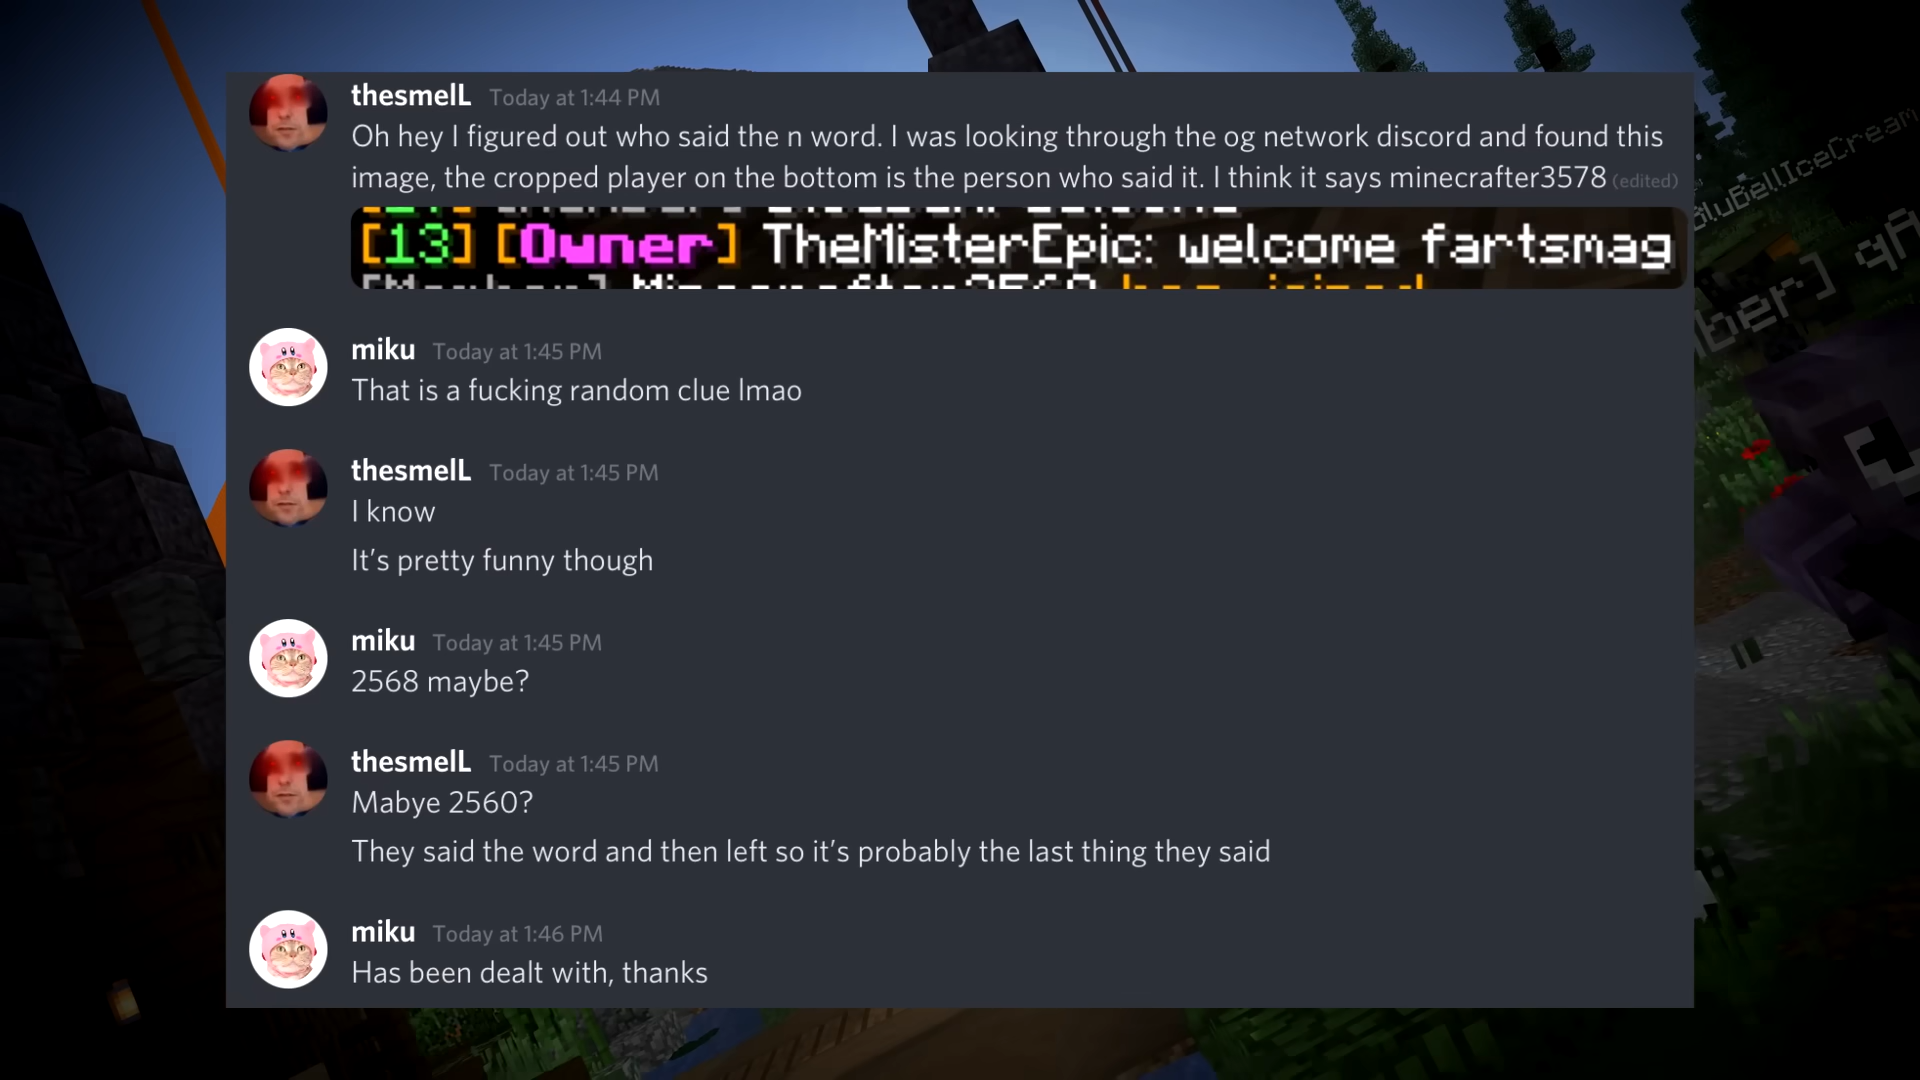 thesmelL Today at 1:44 PM
Oh hey I figured out who said the n word. I was looking through the og network discord and found this
image, the cropped player on the bottom is the person who said it. I think it says minecrafter3578 (edited)
[13] [Owner] TheMisterEpic: welcome fartsmag
has joined
miku Today at 1:45 PM
That is a fucking random clue lmao
thesmelL Today at 1:45 PM
I know
It's pretty funny though
miku Today at 1:45 PM
2568 maybe?
thesmelL Today at 1:45 PM
Mabye 2560?
They said the word and then left so it's probably the last thing they said
miku Today at 1:46 PM
Has been dealt with, thanks
BluBellIceCream